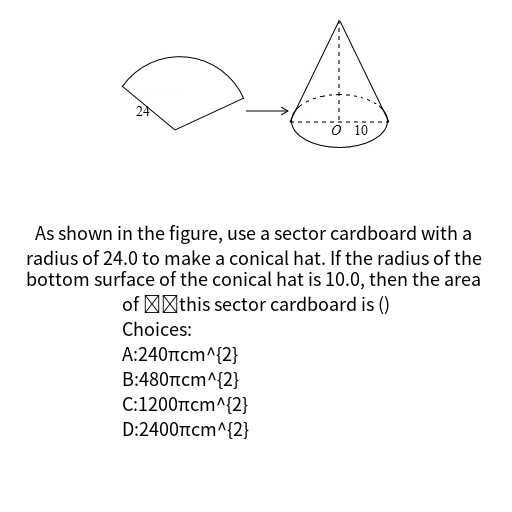 24
O 10
As shown in the figure, use a sector cardboard with a
radius of 24.0 to make a conical hat. If the radius of the
bottom surface of the conical hat is 10.0, then the area
of this sector cardboard is ()
Choices:
A:240πcm^{2}
B:480πcm^{2}
C:1200πcm^{2}
D:2400πcm^{2}